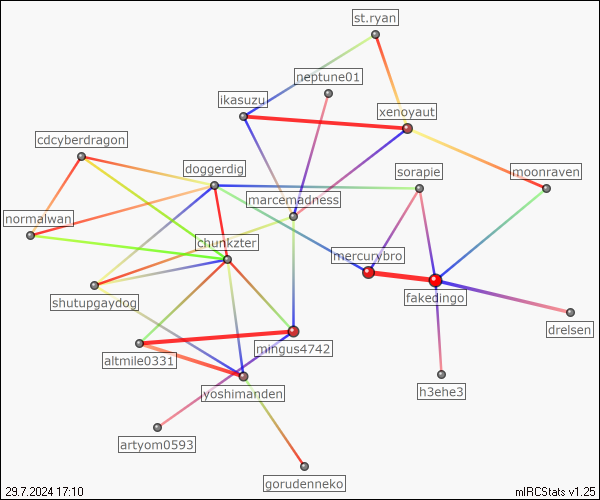 st.ryan
neptune01
ikasuzu
xenoyaut
cdcyberdragon
doggerdig
sorapie
moonraven
marcemadness
normalwan
chunkzter
mercurybro
shutupgaydog
fakedingo
drelsen
mingus4742
altmile0331
yoshimanden
h3ehe3
artyom0593
gorudenneko
29.7.2024 17:10
mIRCStats v1.25